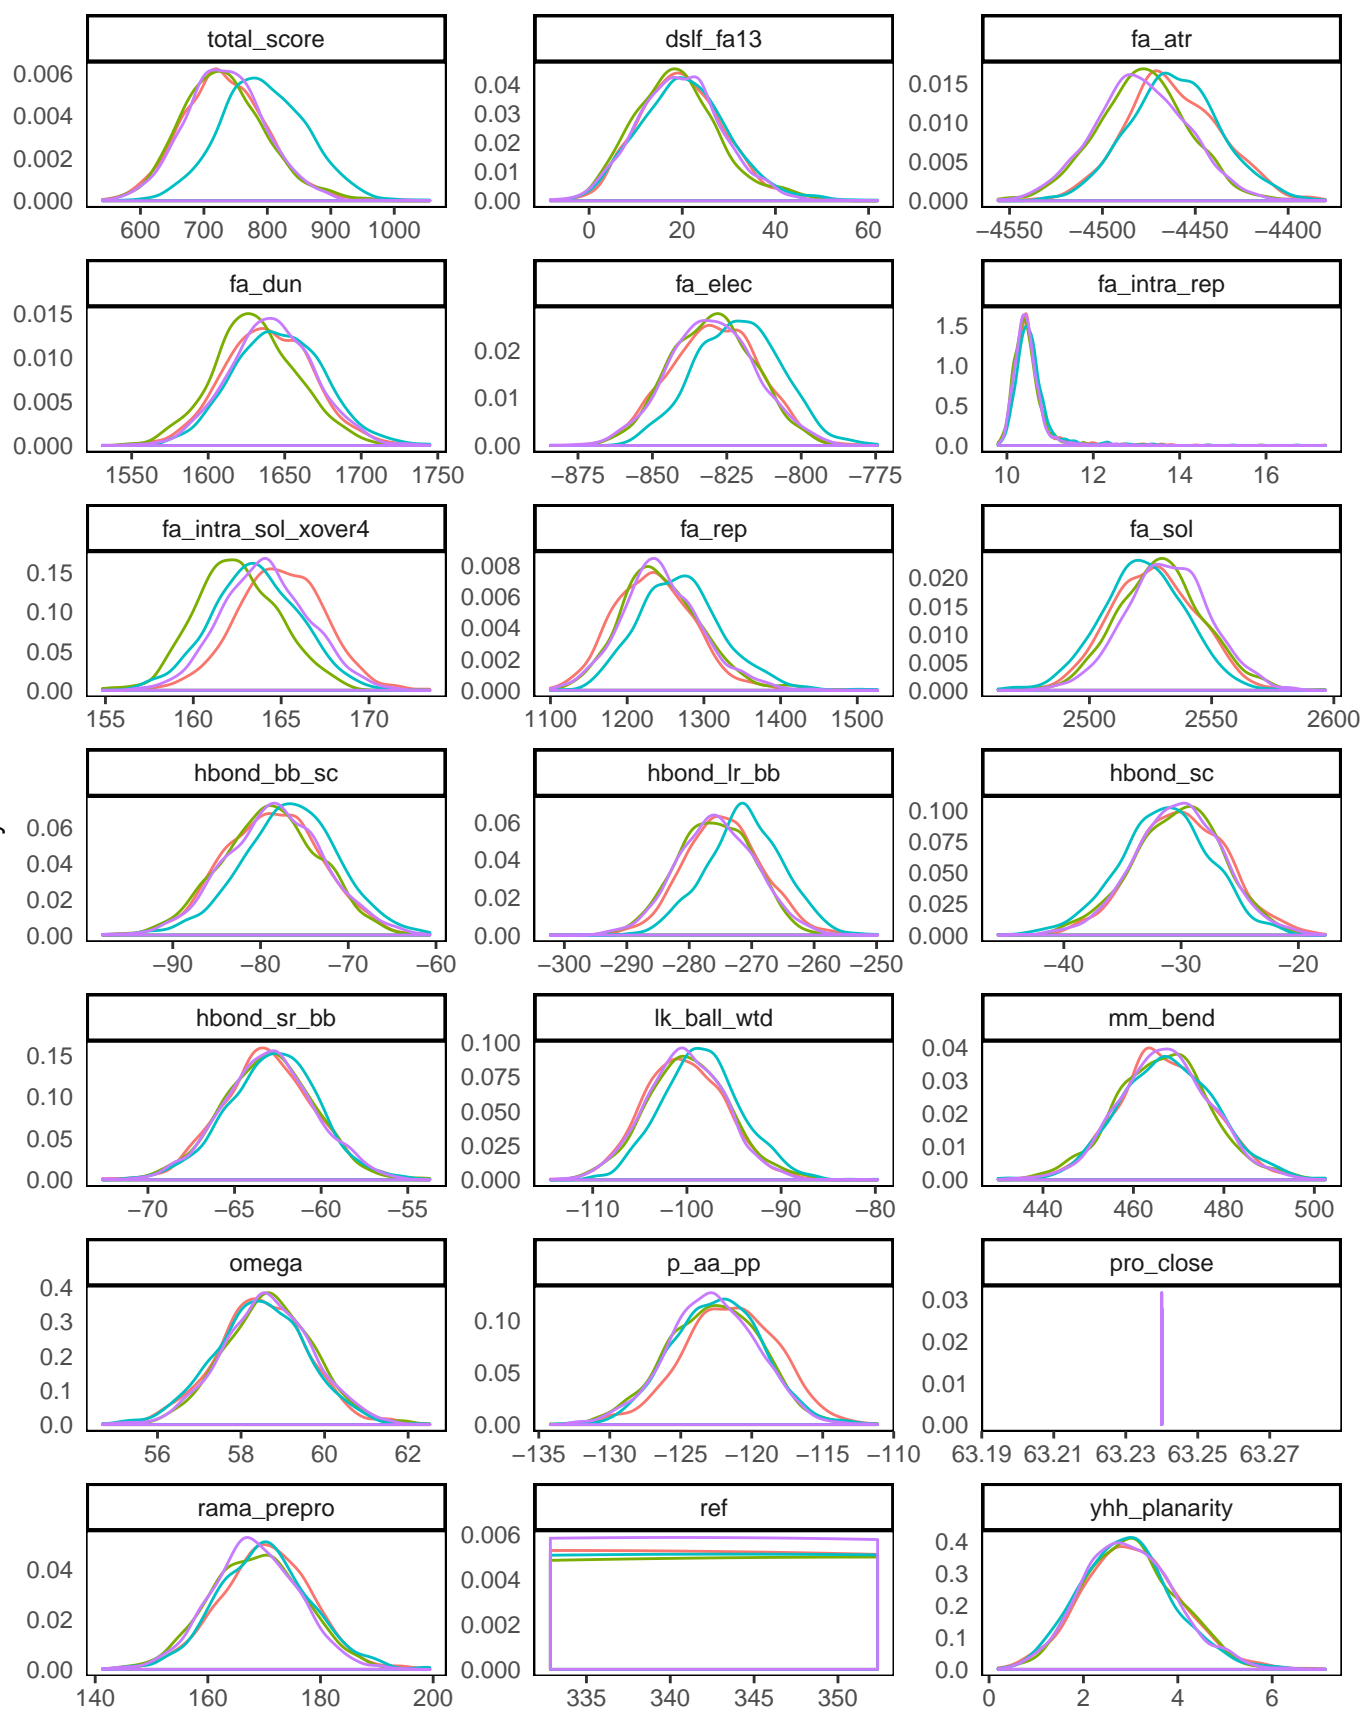 total_score dslf_fa13 fa_atr
0.006 0.004 0.002 0.000
600 700 800 900 1000
0.04 0.03 0.02 0.01 0.00
0 20 40 60
0.015 0.010 0.005 0.000
−4550 −4500 −4450 −4400
fa_dun fa_elec fa_intra_rep
0.015 0.010 0.005 0.000
1550 1600 1650 1700 1750
0.02 0.01 0.00
−875 −850 −825 −800 −775
1.5 1.0 0.5 0.0
10 12 14 16
fa_intra_sol_xover4 fa_rep fa_sol
0.15 0.10 0.05 0.00
155 160 165 170
0.008 0.006 0.004 0.002 0.000
1100 1200 1300 1400 1500
0.020 0.015 0.010 0.005 0.000
2500 2550 2600
hbond_bb_sc hbond_lr_bb hbond_sc
0.06 0.04 0.02 0.00
−90 −80 −70 −60
0.06 0.04 0.02 0.00
−300 −290 −280 −270 −260 −250
0.100 0.075 0.050 0.025 0.000
−40 −30 −20
hbond_sr_bb lk_ball_wtd mm_bend
0.15 0.10 0.05 0.00
−70 −65 −60 −55
0.100 0.075 0.050 0.025 0.000
−110 −100 −90 −80
0.04 0.03 0.02 0.01 0.00
440 460 480 500
omega p_aa_pp pro_close
0.4 0.3 0.2 0.1 0.0
56 58 60 62
0.10 0.05 0.00
−135 −130 −125 −120 −115 −110
0.03 0.02 0.01 0.00
63.19 63.21 63.23 63.25 63.27
rama_prepro ref yhh_planarity
0.04 0.02 0.00
140 160 180 200
0.006 0.004 0.002 0.000
335 340 345 350
0.4 0.3 0.2 0.1 0.0
0 2 4 6